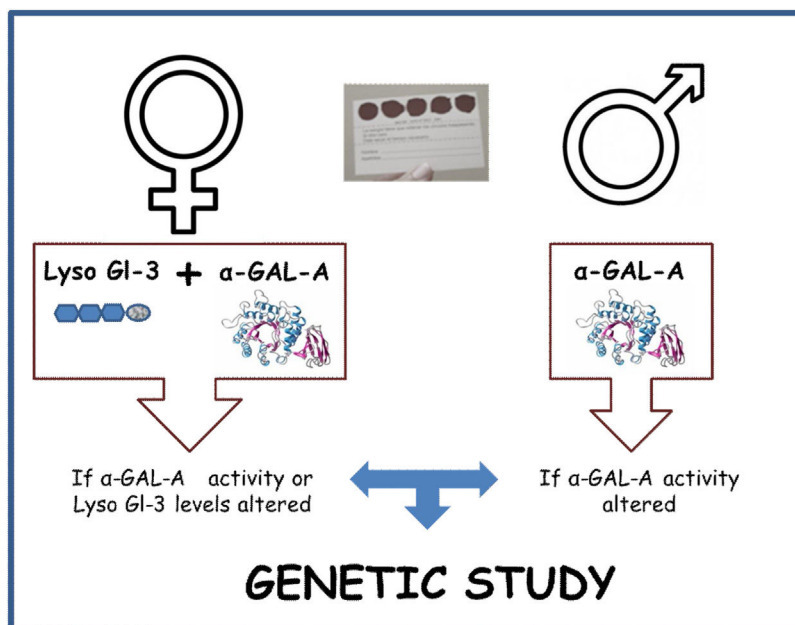 Lyso Gl-3 + α-GAL-A
α-GAL-A
If α-GAL-A activity or
Lyso Gl-3 levels altered
If α-GAL-A activity
altered
GENETIC STUDY